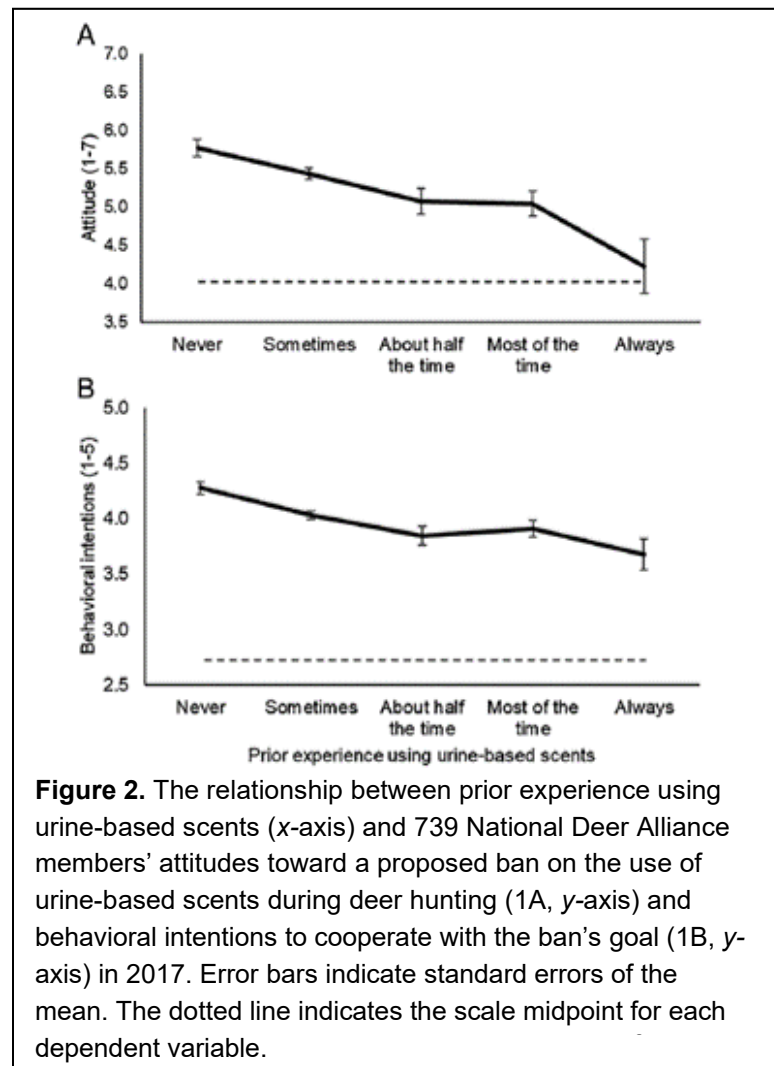 A
7.0
6.5
6.0
5.5
5.0
4.5
4.0
3.5
Attitude (1-7)
Never Sometimes About half the time Most of the time Always
B
5.0
4.5
4.0
3.5
3.0
2.5
Behavioral intentions (1-5)
Never Sometimes About half the time Most of the time Always
Prior experience using urine-based scents
Figure 2. The relationship between prior experience using
urine-based scents (x-axis) and 739 National Deer Alliance
members’ attitudes toward a proposed ban on the use of
urine-based scents during deer hunting (1A, y-axis) and
behavioral intentions to cooperate with the ban’s goal (1B, y-
axis) in 2017. Error bars indicate standard errors of the
mean. The dotted line indicates the scale midpoint for each
dependent variable.